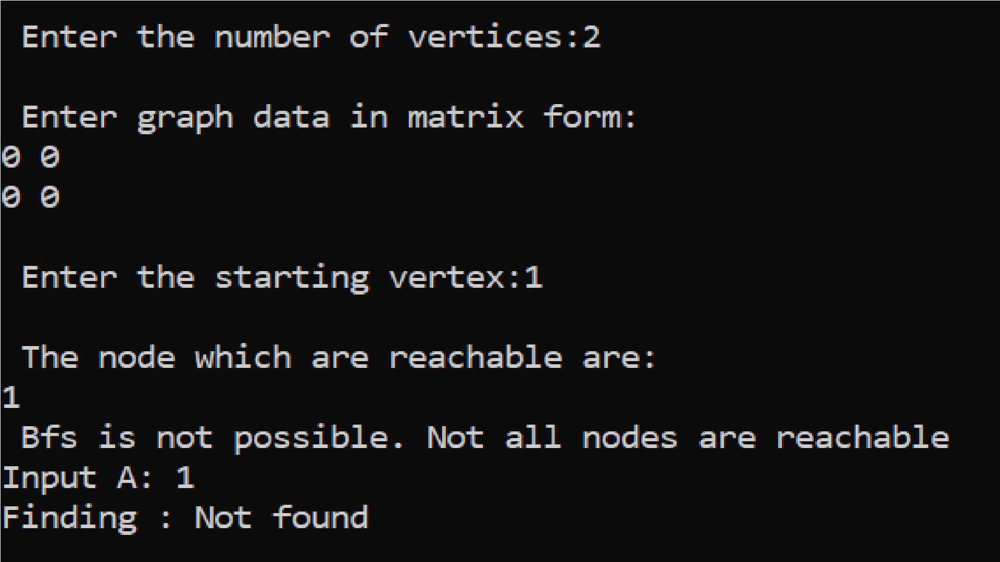 Enter the number of vertices:2
Enter graph data in matrix form:
0 0
0 0
Enter the starting vertex:1
The node which are reachable are:
1
Bfs is not possible. Not all nodes are reachable
Input A: 1
Finding : Not found